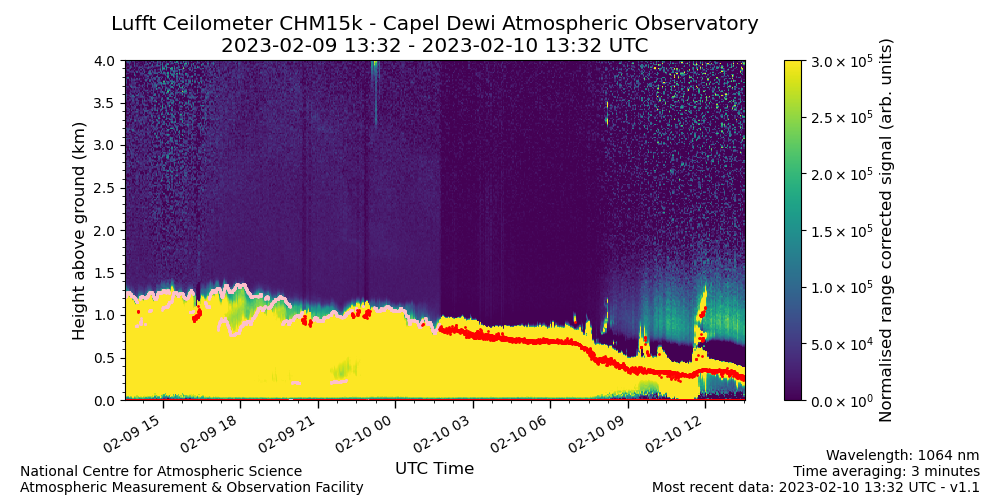 Lufft Ceilometer CHM15k - Capel Dewi Atmospheric Observatory
2023-02-09 13:32 - 2023-02-10 13:32 UTC
Height above ground (km)
4.0
3.5
3.0
2.5
2.0
1.5
1.0
0.5
0.0
02-09 15
02-09 18
02-09 21
02-10 00
02-10 03
02-10 06
02-10 09
02-10 12
UTC Time
3.0 × 10⁵
2.5 × 10⁵
2.0 × 10⁵
1.5 × 10⁵
1.0 × 10⁵
5.0 × 10⁴
0.0 × 10⁰
Normalised range corrected signal (arb. units)
National Centre for Atmospheric Science
Atmospheric Measurement & Observation Facility
Wavelength: 1064 nm
Time averaging: 3 minutes
Most recent data: 2023-02-10 13:32 UTC - v1.1